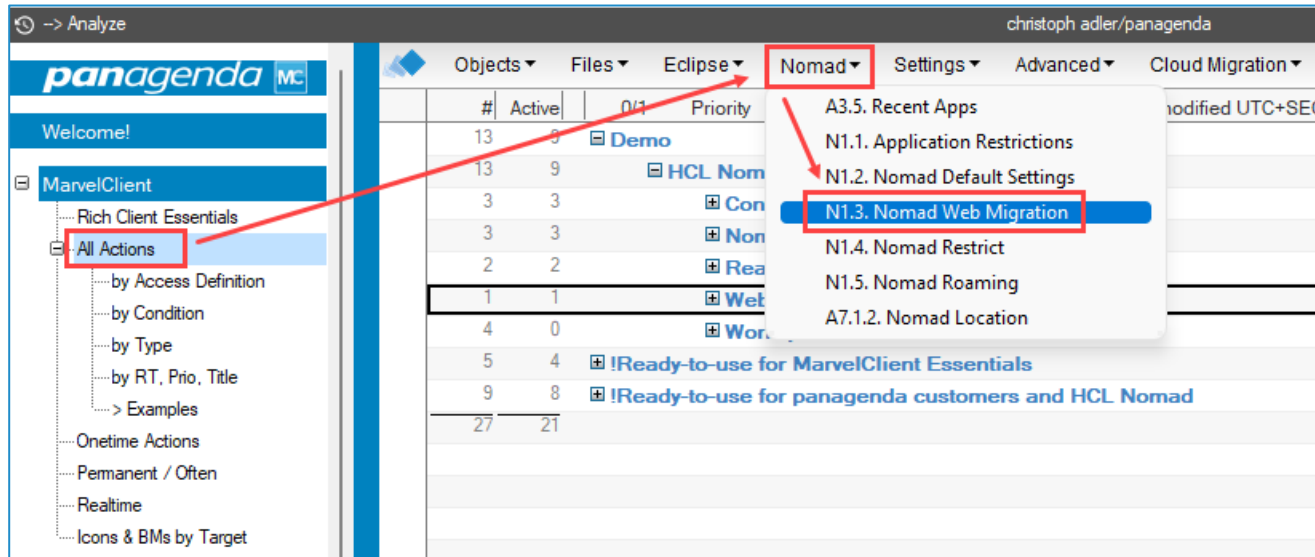 --> Analyze
christoph adler/panagenda
panagenda MC
Welcome!
MarvelClient
Rich Client Essentials
All Actions
by Access Definition
by Condition
by Type
by RT, Prio, Title
> Examples
Onetime Actions
Permanent / Often
Realtime
Icons & BMs by Target
Objects Files Eclipse Nomad Settings Advanced Cloud Migration
# Active 0/1 Priority modified UTC+SEC
13 9 Demo
13 9 HCL Nom
3 3 Con
3 3 Nom
2 2 Rea
1 1 Web
4 0 Wor
5 4 !Ready-to-use for MarvelClient Essentials
9 8 !Ready-to-use for panagenda customers and HCL Nomad
27 21
A3.5. Recent Apps
N1.1. Application Restrictions
N1.2. Nomad Default Settings
N1.3. Nomad Web Migration
N1.4. Nomad Restrict
N1.5. Nomad Roaming
A7.1.2. Nomad Location